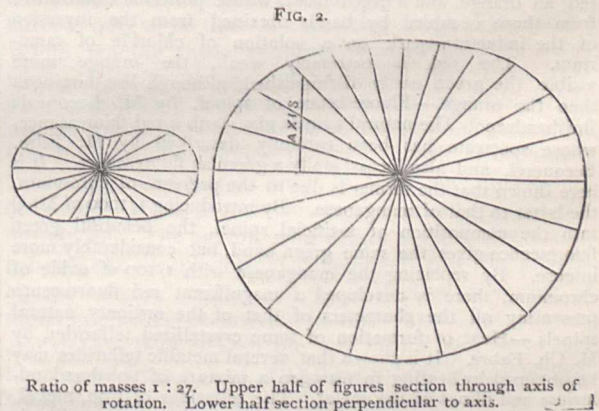 FIG. 2.
AXIS
Ratio of masses 1 : 27. Upper half of figures section through axis of
rotation. Lower half section perpendicular to axis.